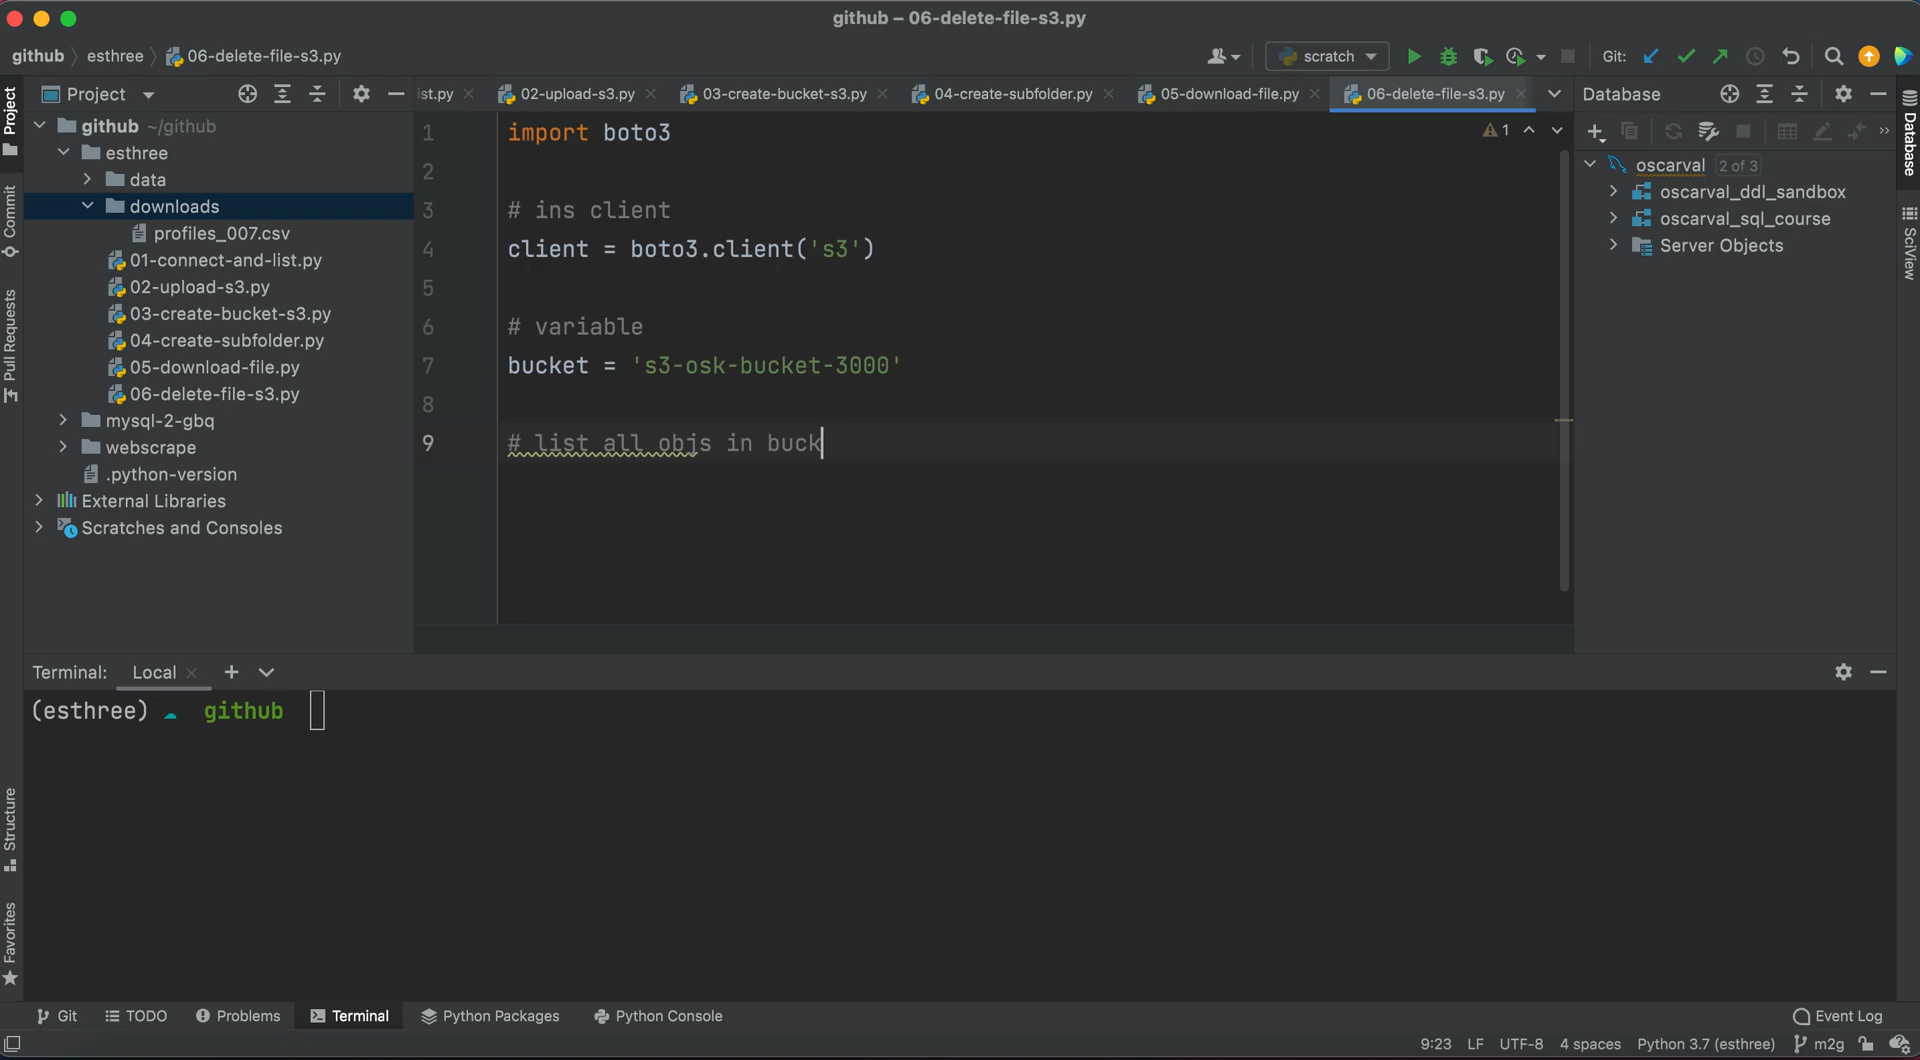 github – 06-delete-file-s3.py
github esthree 06-delete-file-s3.py
scratch Git:
Project
ist.py 02-upload-s3.py 03-create-bucket-s3.py 04-create-subfolder.py 05-download-file.py 06-delete-file-s3.py
Database
github ~/github
esthree
data
downloads
profiles_007.csv
01-connect-and-list.py
02-upload-s3.py
03-create-bucket-s3.py
04-create-subfolder.py
05-download-file.py
06-delete-file-s3.py
mysql-2-gbq
webscrape
.python-version
External Libraries
Scratches and Consoles
1 import boto3
2
3 # ins client
4 client = boto3.client('s3')
5
6 # variable
7 bucket = 's3-osk-bucket-3000'
8
9 # list all objs in buck
1
oscarval 2 of 3
oscarval_ddl_sandbox
oscarval_sql_course
Server Objects
Project
Commit
Pull Requests
Structure
Favorites
Database
SciView
Terminal: Local
(esthree) github
Git TODO Problems Terminal Python Packages Python Console Event Log
9:23 LF UTF-8 4 spaces Python 3.7 (esthree) m2g